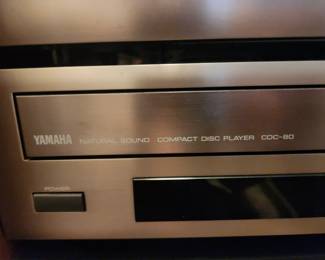 YAMAHA NATURAL SOUND COMPACT DISC PLAYER CDC-80
POWER